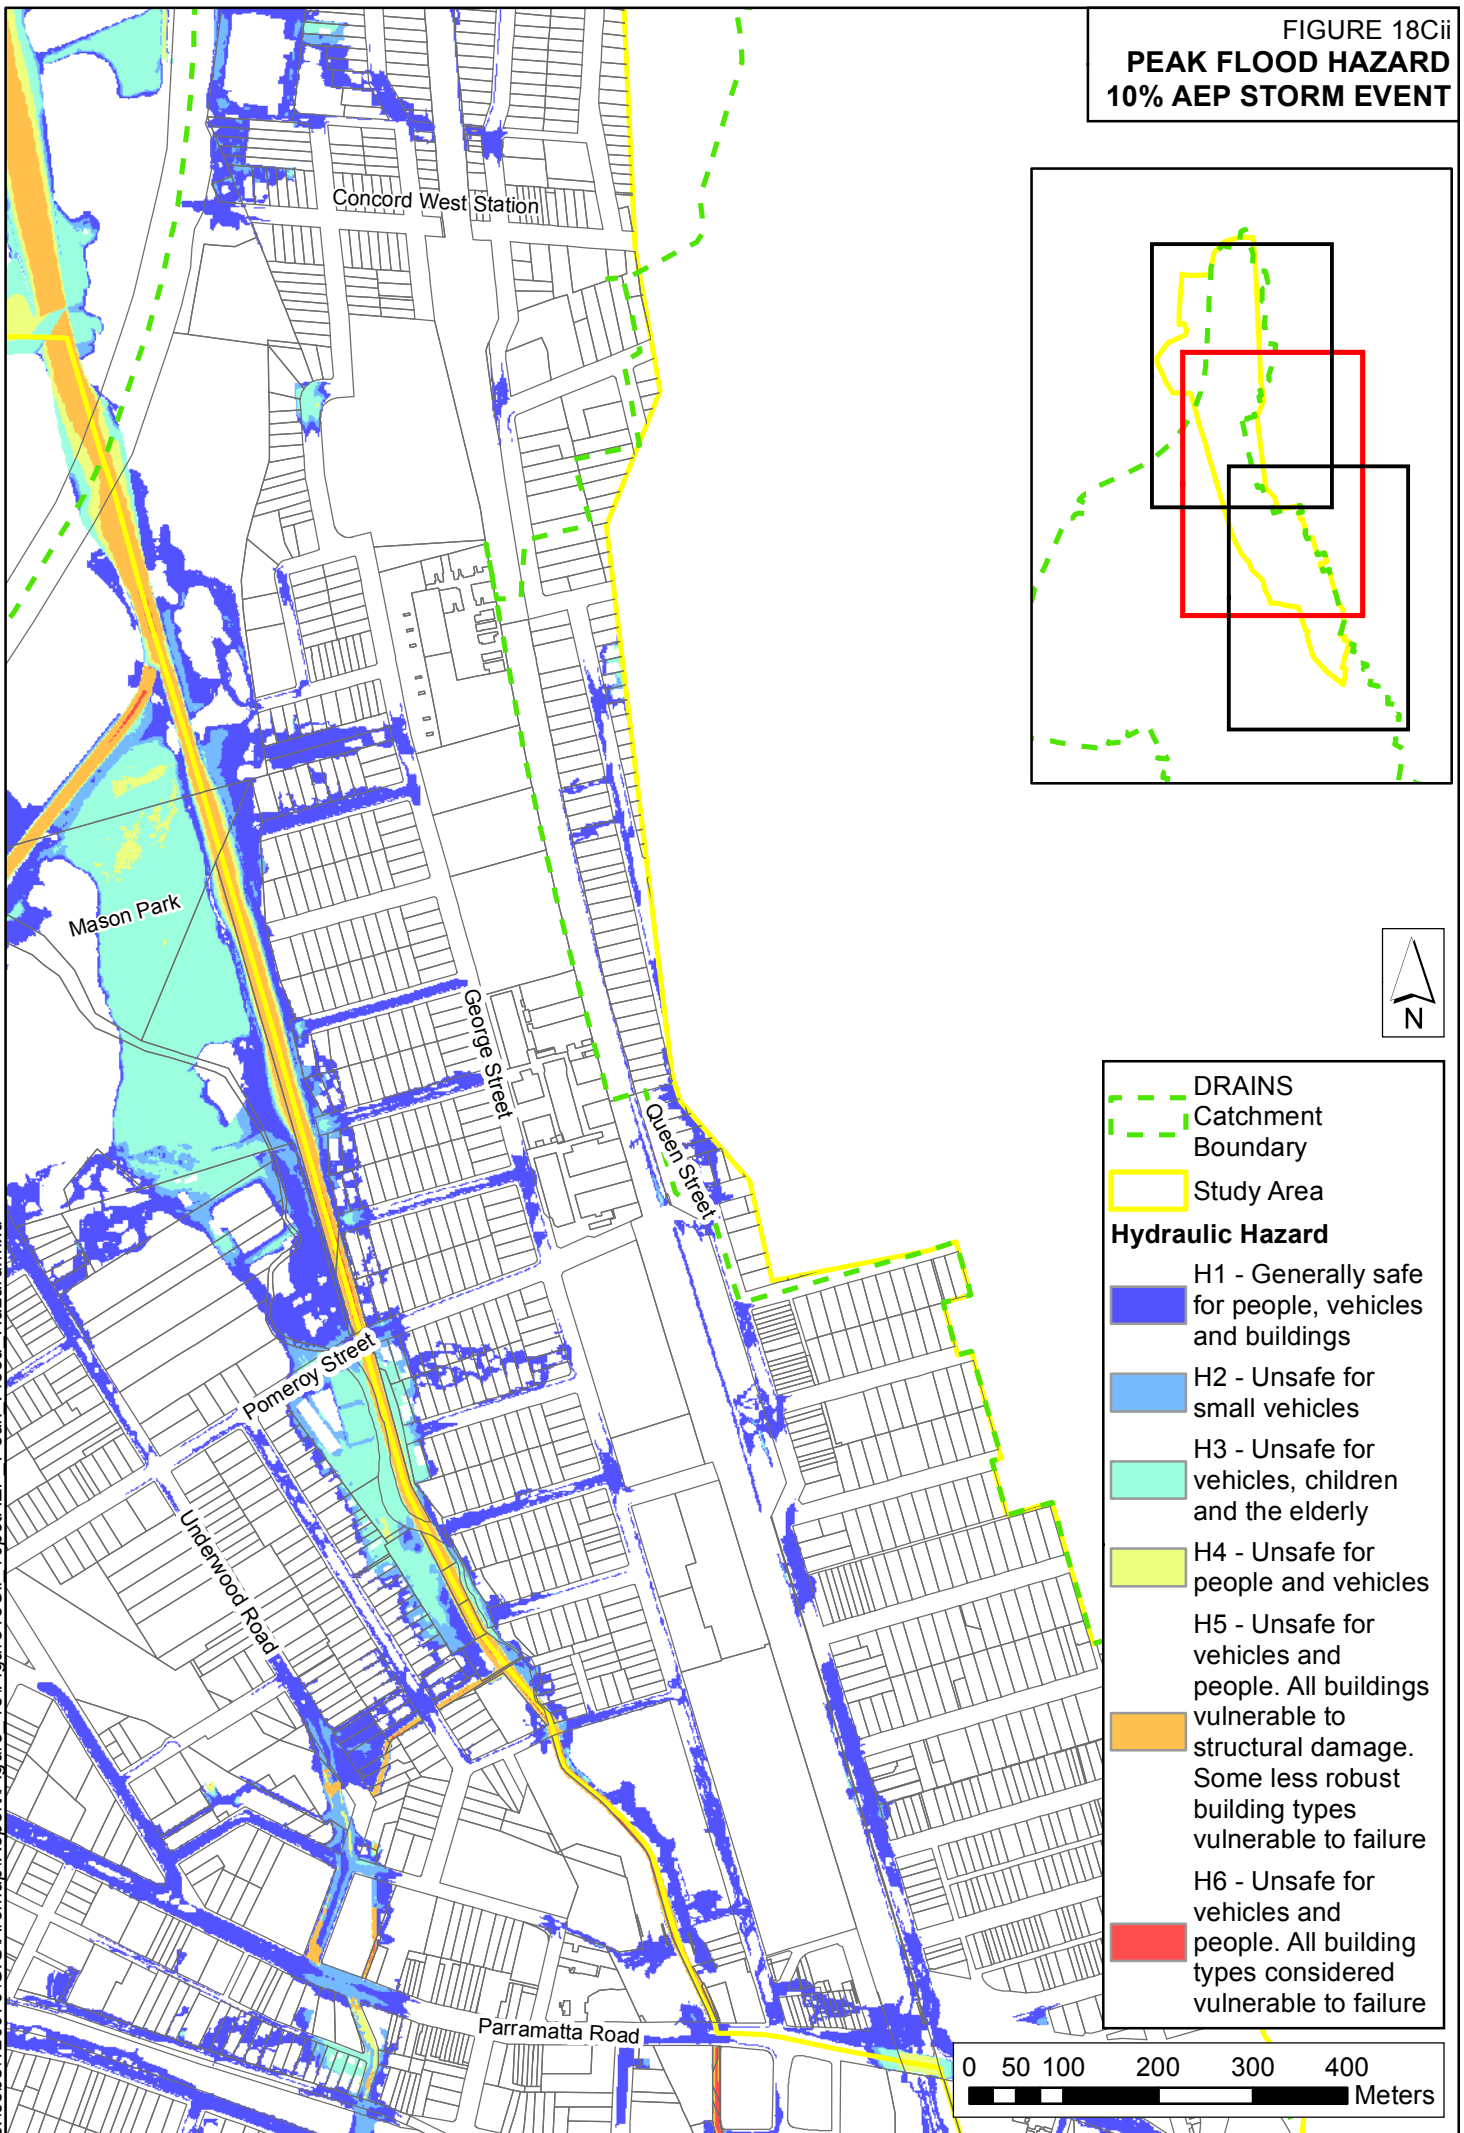 FIGURE 18Cii
PEAK FLOOD HAZARD
10% AEP STORM EVENT
Concord West Station
Mason Park
George Street
Queen Street
Pomeroy Street
Underwood Road
Parramatta Road
N
DRAINS
Catchment
Boundary
Study Area
Hydraulic Hazard
H1 - Generally safe
for people, vehicles
and buildings
H2 - Unsafe for
small vehicles
H3 - Unsafe for
vehicles, children
and the elderly
H4 - Unsafe for
people and vehicles
H5 - Unsafe for
vehicles and
people. All buildings
vulnerable to
structural damage.
Some less robust
building types
vulnerable to failure
H6 - Unsafe for
vehicles and
people. All building
types considered
vulnerable to failure
0 50 100 200 300 400
Meters